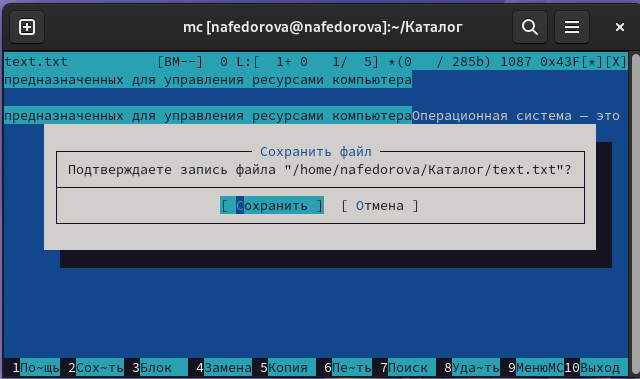 mc [nafedorova@nafedorova]:~/Каталог
text.txt [BM--] 0 L:[ 1+ 0 1/ 5] *(0 / 285b) 1087 0x43F[*][X]
предназначенных для управления ресурсами компьютера
предназначенных для управления ресурсами компьютераОперационная система — это
Сохранить файл
Подтверждаете запись файла "/home/nafedorova/Каталог/text.txt"?
[ Сохранить ] [ Отмена ]
1По~щь 2Сох~ть 3Блок 4Замена 5Копия 6Пе~ть 7Поиск 8Уда~ть 9МенюMC10Выход